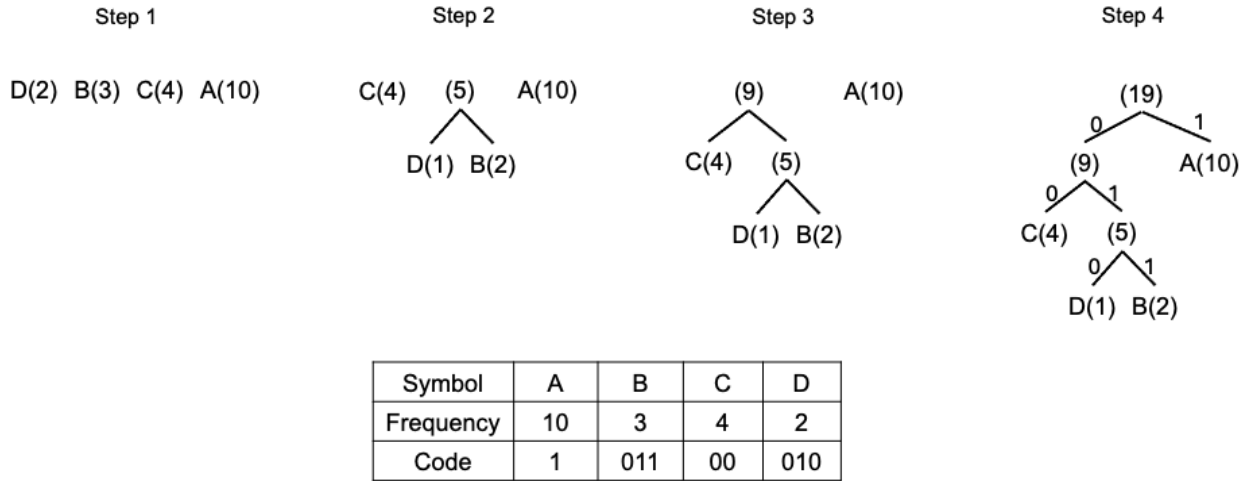 Step 1 Step 2 Step 3 Step 4
D(2) B(3) C(4) A(10) C(4) (5) A(10) (9) A(10) (19)
0 1
D(1) B(2) C(4) (5) (9) A(10)
0 1
D(1) B(2) C(4) (5)
0 1
D(1) B(2)
Symbol A B C D
Frequency 10 3 4 2
Code 1 011 00 010